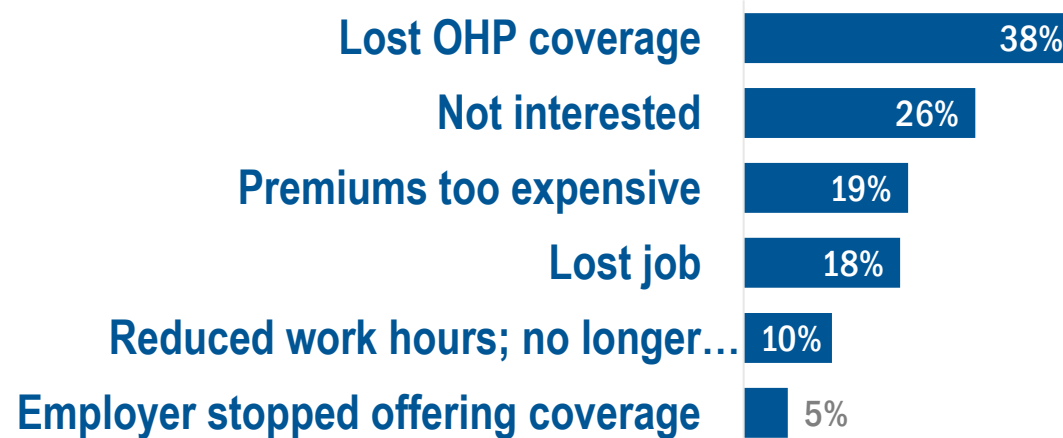 Lost OHP coverage 38%
Not interested 26%
Premiums too expensive 19%
Lost job 18%
Reduced work hours; no longer… 10%
Employer stopped offering coverage 5%